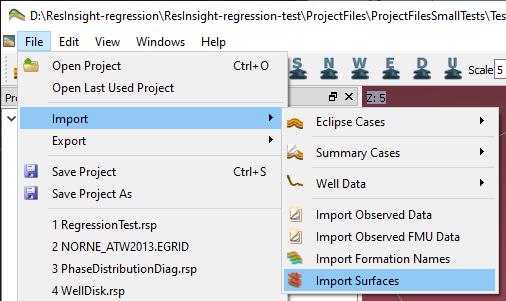 D:\ResInsight-regression\ResInsight-regression-test\ProjectFiles\ProjectFilesSmallTests\Tes
File Edit View Windows Help
Open Project Ctrl+O
Open Last Used Project
Import
Export
Save Project Ctrl+S
Save Project As
1 RegressionTest.rsp
2 NORNE_ATW2013.EGRID
3 PhaseDistributionDiag.rsp
4 WellDisk.rsp
S N W E D U Scale 5
Z: 5
Eclipse Cases
Summary Cases
Well Data
Import Observed Data
Import Observed FMU Data
Import Formation Names
Import Surfaces